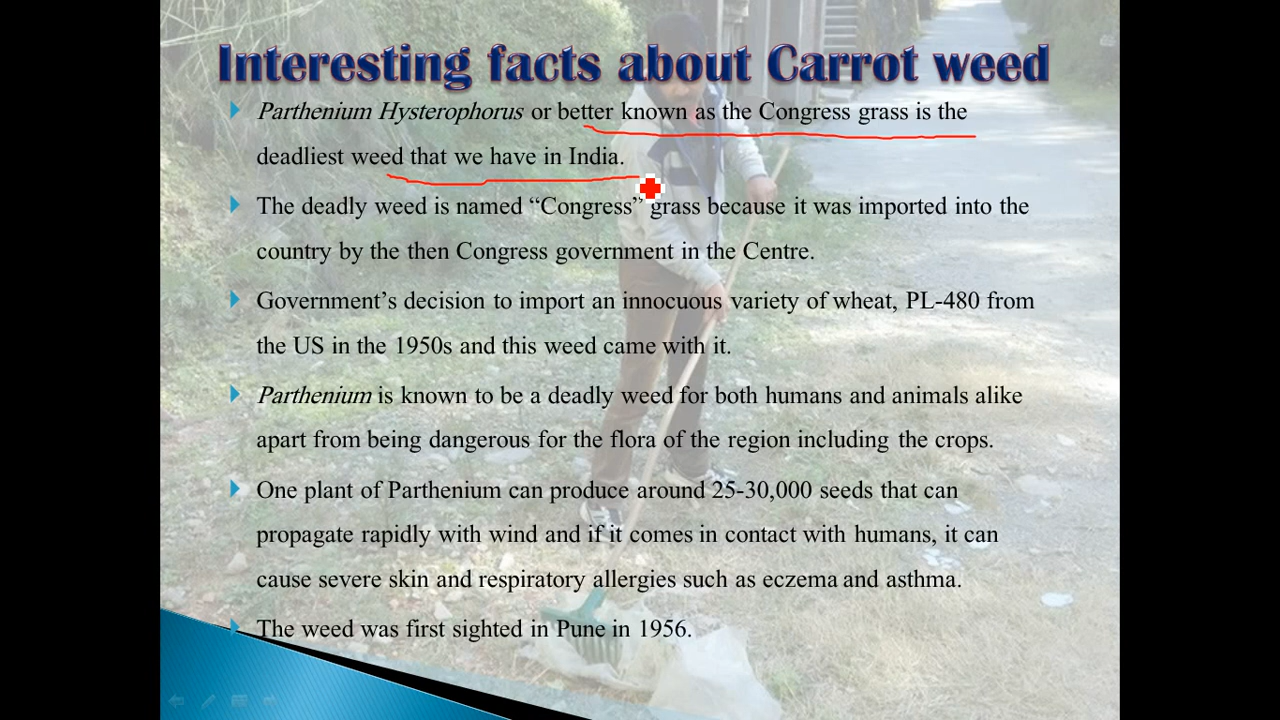 Interesting facts about Carrot weed
Parthenium Hysterophorus or better known as the Congress grass is the
deadliest weed that we have in India.
The deadly weed is named “Congress” grass because it was imported into the
country by the then Congress government in the Centre.
Government’s decision to import an innocuous variety of wheat, PL-480 from
the US in the 1950s and this weed came with it.
Parthenium is known to be a deadly weed for both humans and animals alike
apart from being dangerous for the flora of the region including the crops.
One plant of Parthenium can produce around 25-30,000 seeds that can
propagate rapidly with wind and if it comes in contact with humans, it can
cause severe skin and respiratory allergies such as eczema and asthma.
The weed was first sighted in Pune in 1956.